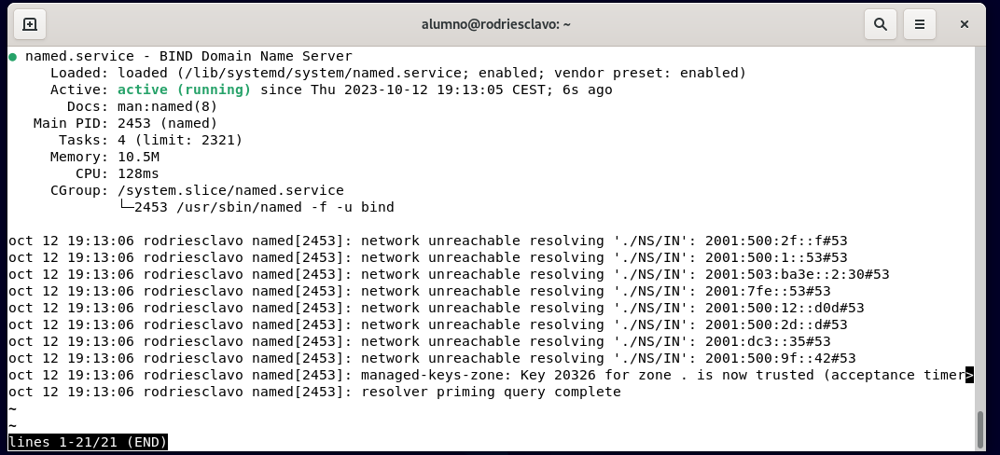 alumno@rodriesclavo: ~
● named.service - BIND Domain Name Server
     Loaded: loaded (/lib/systemd/system/named.service; enabled; vendor preset: enabled)
     Active: active (running) since Thu 2023-10-12 19:13:05 CEST; 6s ago
       Docs: man:named(8)
   Main PID: 2453 (named)
      Tasks: 4 (limit: 2321)
     Memory: 10.5M
        CPU: 128ms
     CGroup: /system.slice/named.service
             └─2453 /usr/sbin/named -f -u bind
oct 12 19:13:06 rodriesclavo named[2453]: network unreachable resolving './NS/IN': 2001:500:2f::f#53
oct 12 19:13:06 rodriesclavo named[2453]: network unreachable resolving './NS/IN': 2001:500:1::53#53
oct 12 19:13:06 rodriesclavo named[2453]: network unreachable resolving './NS/IN': 2001:503:ba3e::2:30#53
oct 12 19:13:06 rodriesclavo named[2453]: network unreachable resolving './NS/IN': 2001:7fe::53#53
oct 12 19:13:06 rodriesclavo named[2453]: network unreachable resolving './NS/IN': 2001:500:12::d0d#53
oct 12 19:13:06 rodriesclavo named[2453]: network unreachable resolving './NS/IN': 2001:500:2d::d#53
oct 12 19:13:06 rodriesclavo named[2453]: network unreachable resolving './NS/IN': 2001:dc3::35#53
oct 12 19:13:06 rodriesclavo named[2453]: network unreachable resolving './NS/IN': 2001:500:9f::42#53
oct 12 19:13:06 rodriesclavo named[2453]: managed-keys-zone: Key 20326 for zone . is now trusted (acceptance timer>
oct 12 19:13:06 rodriesclavo named[2453]: resolver priming query complete
~
~
lines 1-21/21 (END)